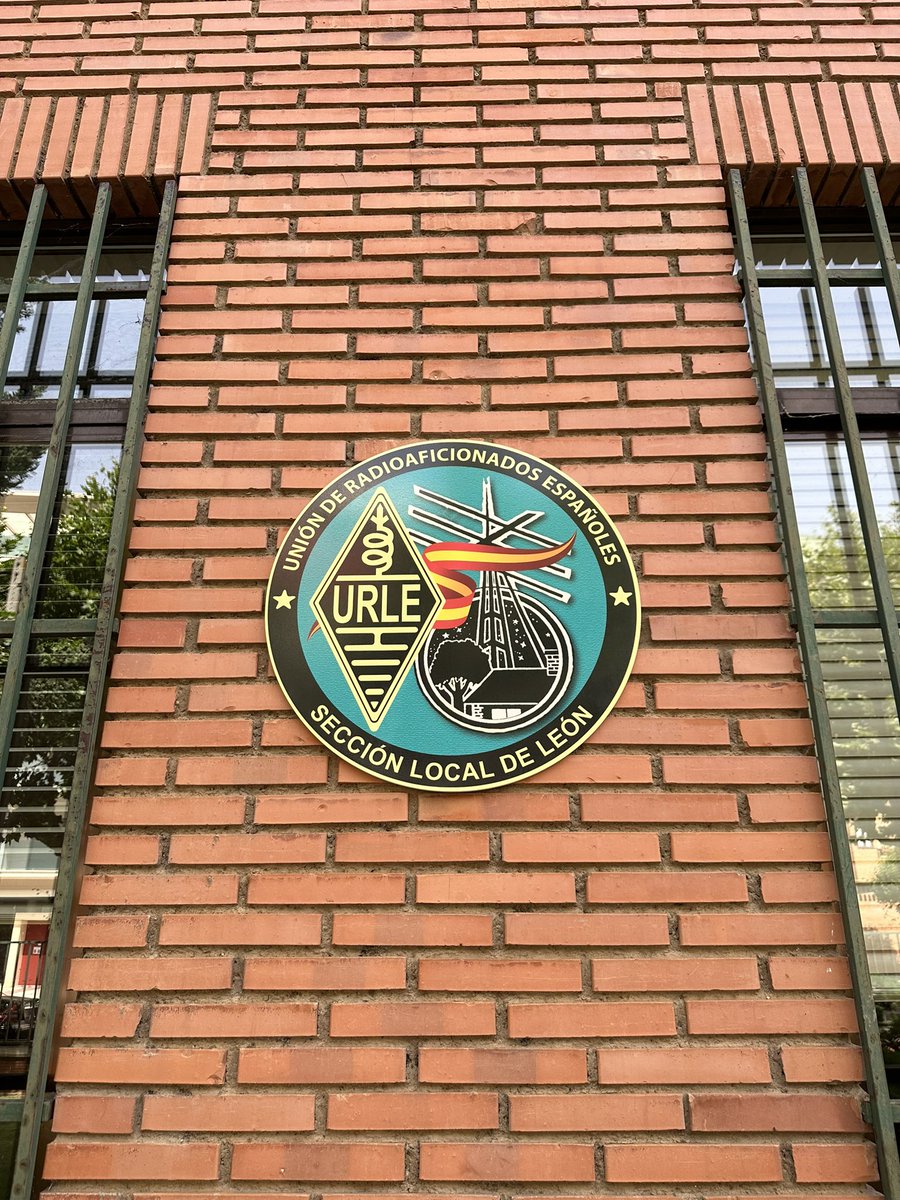 UNIÓN DE RADIOAFICIONADOS ESPAÑOLES
URLE
SECCIÓN LOCAL DE LEÓN